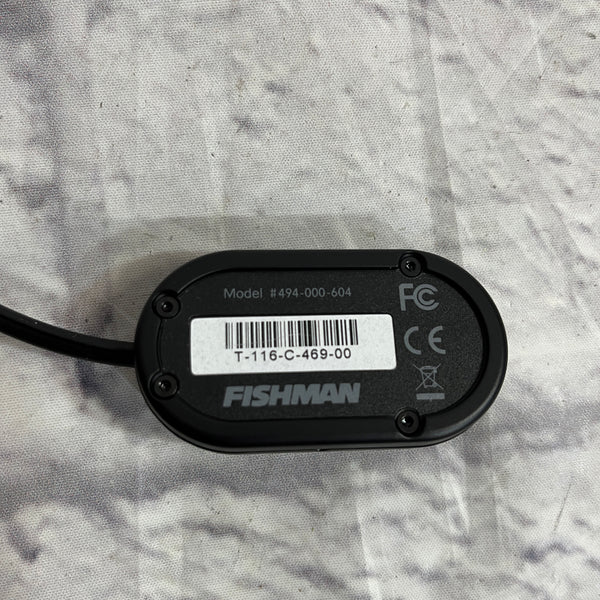 Model #494-000-604
FC
CE
T-116-C-469-00
FISHMAN